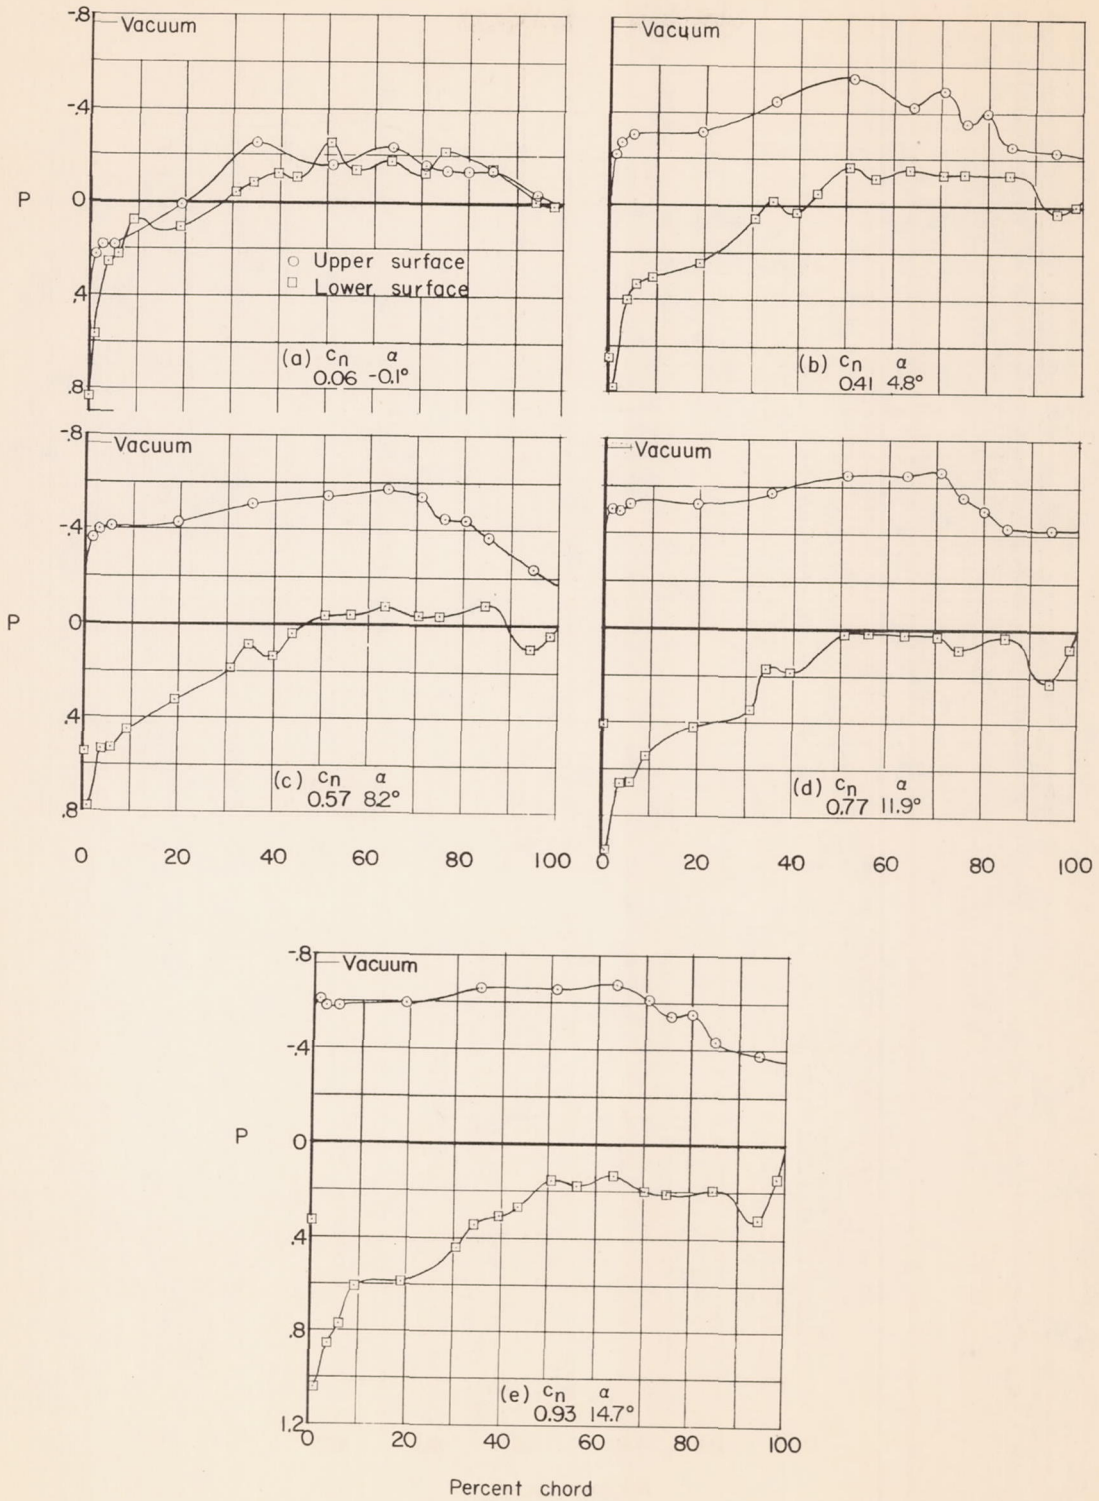 -.8
Vacuum
Vacuum
-.4
P
0
○ Upper surface
□ Lower surface
.4
(a) cn α
0.06 -0.1°
(b) cn α
0.41 4.8°
.8
-.8
Vacuum
Vacuum
-.4
P
0
.4
(c) cn α
0.57 8.2°
(d) cn α
0.77 11.9°
.8
0 20 40 60 80 100
0 20 40 60 80 100
-.8
Vacuum
-.4
P
0
.4
.8
(e) cn α
0.93 14.7°
1.2
0 20 40 60 80 100
Percent chord